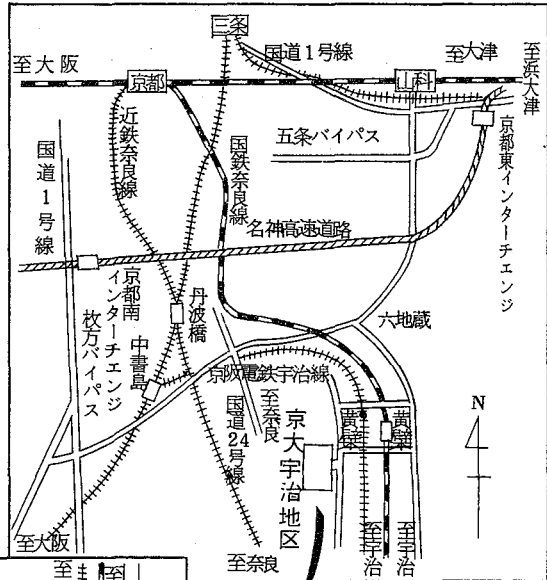 三条
国道1号線
至大津
至浜大津
至大阪
京都
山科
近鉄奈良線
国鉄奈良線
五条バイパス
京都東インターチェンジ
国道1号線
名神高速道路
京都南インターチェンジ
枚方バイパス
中書島
丹波橋
六地蔵
京阪電鉄宇治線
至奈良
国道24号線
京大宇治地区
黄檗
黄檗
N
至大阪
至奈良
至宇治
至宇治
至
至